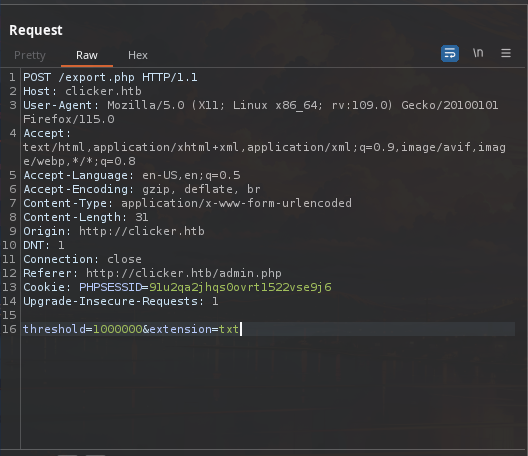 Request
Pretty Raw Hex \n
1 POST /export.php HTTP/1.1
2 Host: clicker.htb
3 User-Agent: Mozilla/5.0 (X11; Linux x86_64; rv:109.0) Gecko/20100101
Firefox/115.0
4 Accept:
text/html,application/xhtml+xml,application/xml;q=0.9,image/avif,imag
e/webp,*/*;q=0.8
5 Accept-Language: en-US,en;q=0.5
6 Accept-Encoding: gzip, deflate, br
7 Content-Type: application/x-www-form-urlencoded
8 Content-Length: 31
9 Origin: http://clicker.htb
10 DNT: 1
11 Connection: close
12 Referer: http://clicker.htb/admin.php
13 Cookie: PHPSESSID=91u2qa2jhqs0ovrt1522vse9j6
14 Upgrade-Insecure-Requests: 1
15
16 threshold=1000000&extension=txt